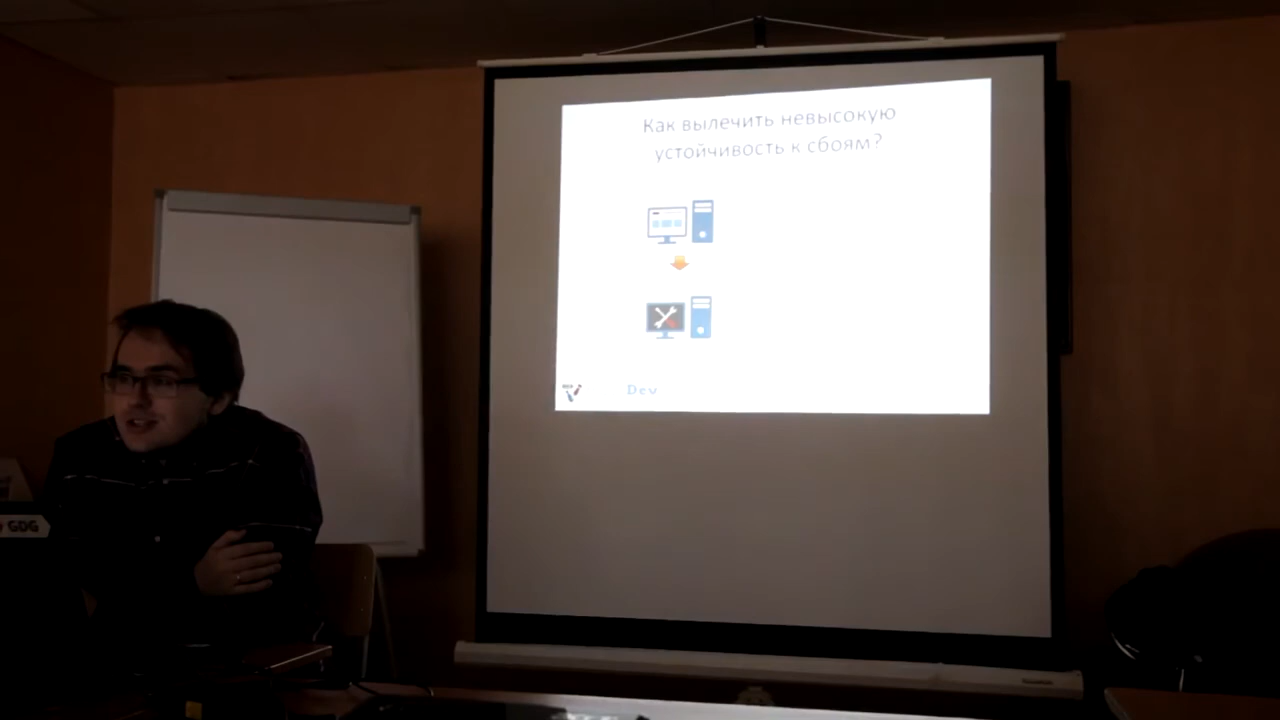 Как вылечить невысокую
устойчивость к сбоям?
Dev
GDG